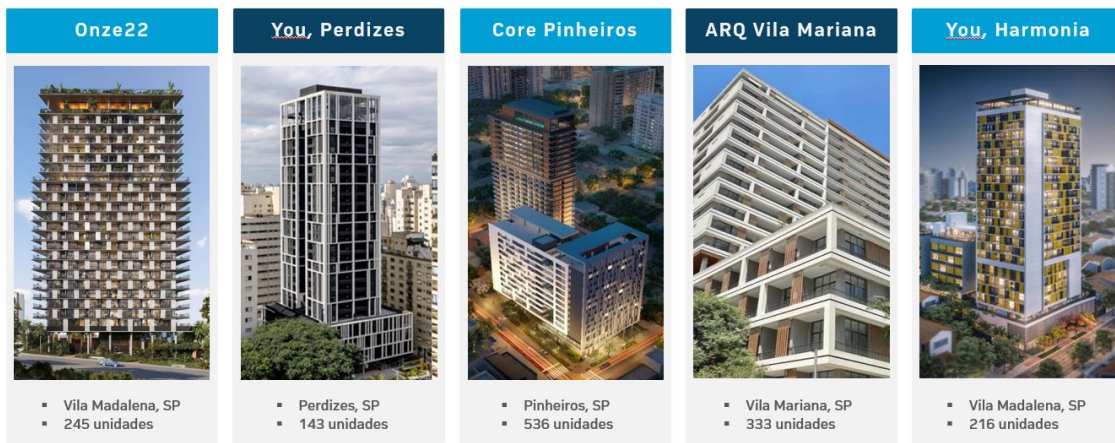 Onze22
You, Perdizes
Core Pinheiros
ARQ Vila Mariana
You, Harmonia
▪ Vila Madalena, SP
▪ 245 unidades
▪ Perdizes, SP
▪ 143 unidades
▪ Pinheiros, SP
▪ 536 unidades
▪ Vila Mariana, SP
▪ 333 unidades
▪ Vila Madalena, SP
▪ 216 unidades